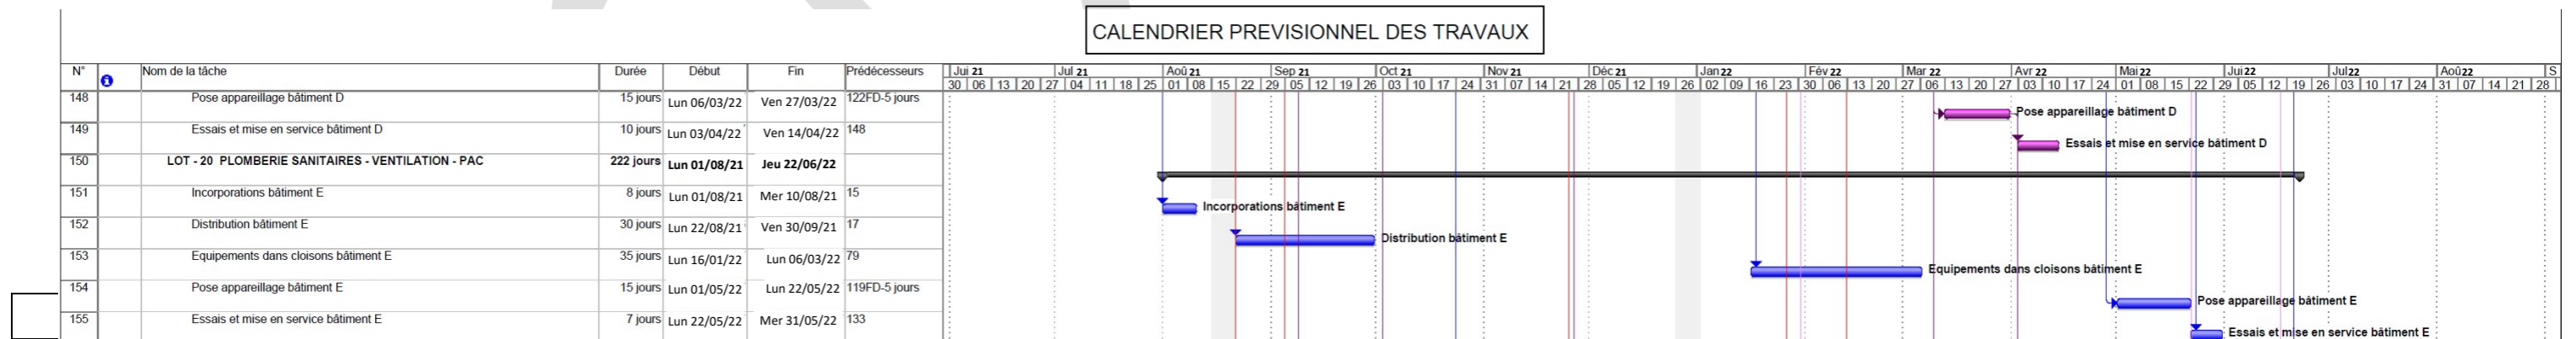 CALENDRIER PREVISIONNEL DES TRAVAUX
N° Nom de la tâche Durée Début Fin Prédécesseurs Jui 21 Jul 21 Aoû 21 Sep 21 Oct 21 Nov 21 Déc 21 Jan 22 Fév 22 Mar 22 Avr 22 Mai 22 Jui 22 Jul 22 Aoû 22 S
30 06 13 20 27 04 11 18 25 01 08 15 22 29 05 12 19 26 03 10 17 24 31 07 14 21 28 05 12 19 26 02 09 16 23 30 06 13 20 27 06 13 20 27 03 10 17 24 01 08 15 22 29 05 12 19 26 03 10 17 24 31 07 14 21 28
148 Pose appareillage bâtiment D 15 jours Lun 06/03/22 Ven 27/03/22 122FD-5 jours Pose appareillage bâtiment D
149 Essais et mise en service bâtiment D 10 jours Lun 03/04/22 Ven 14/04/22 148 Essais et mise en service bâtiment D
150 LOT - 20 PLOMBERIE SANITAIRES - VENTILATION - PAC 222 jours Lun 01/08/21 Jeu 22/06/22
151 Incorporations bâtiment E 8 jours Lun 01/08/21 Mer 10/08/21 15 Incorporations bâtiment E
152 Distribution bâtiment E 30 jours Lun 22/08/21 Ven 30/09/21 17 Distribution bâtiment E
153 Equipements dans cloisons bâtiment E 35 jours Lun 16/01/22 Lun 06/03/22 79 Equipements dans cloisons bâtiment E
154 Pose appareillage bâtiment E 15 jours Lun 01/05/22 Lun 22/05/22 119FD-5 jours Pose appareillage bâtiment E
155 Essais et mise en service bâtiment E 7 jours Lun 22/05/22 Mer 31/05/22 133 Essais et mise en service bâtiment E